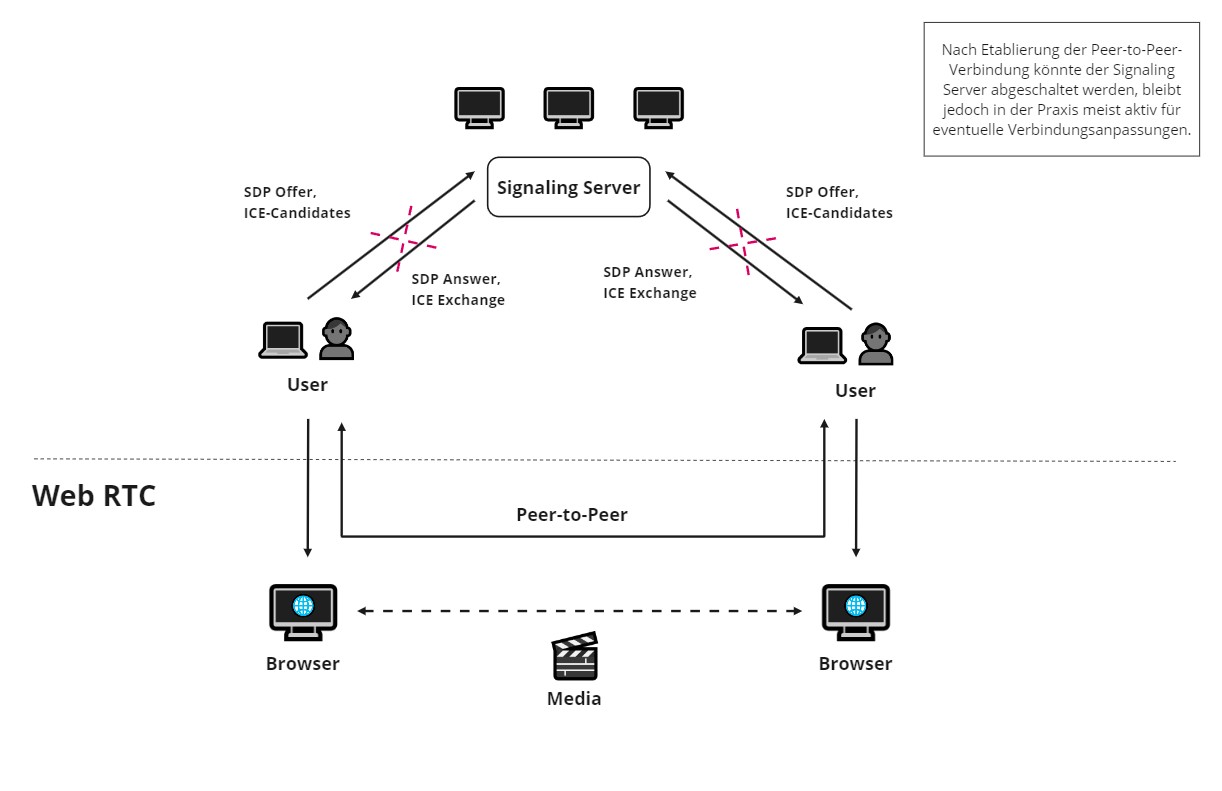 Nach Etablierung der Peer-to-Peer-
Verbindung könnte der Signaling
Server abgeschaltet werden, bleibt
jedoch in der Praxis meist aktiv für
eventuelle Verbindungsanpassungen.
Signaling Server
SDP Offer,
ICE-Candidates
SDP Offer,
ICE-Candidates
SDP Answer,
ICE Exchange
SDP Answer,
ICE Exchange
User
User
Web RTC
Peer-to-Peer
Browser
Browser
Media